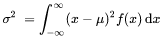 σ² = ∫_{-∞}^{∞} (x − μ)² f(x) dx